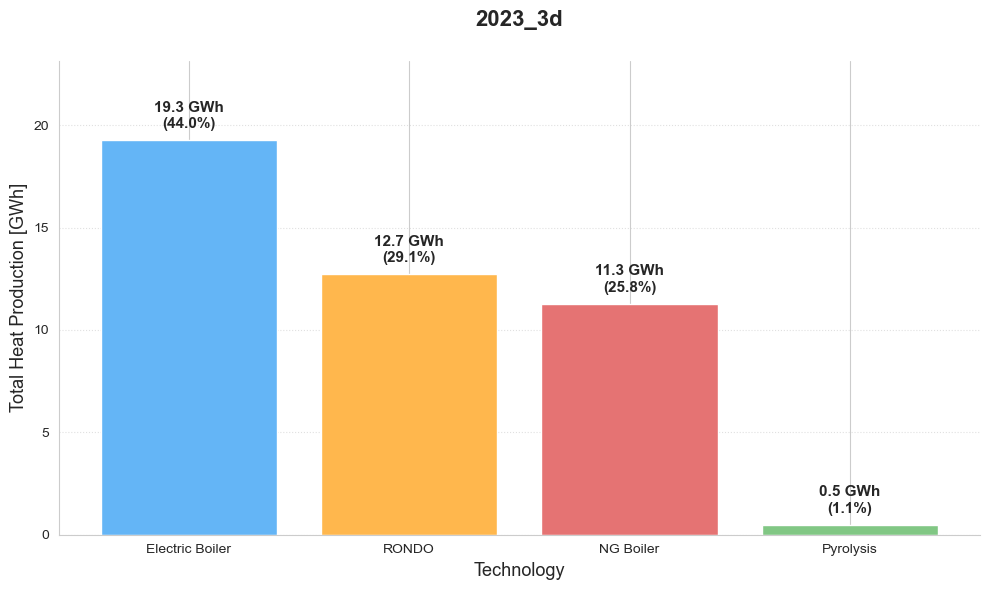 2023_3d
Total Heat Production [GWh]
20
15
10
5
0
19.3 GWh
(44.0%)
12.7 GWh
(29.1%)
11.3 GWh
(25.8%)
0.5 GWh
(1.1%)
Electric Boiler
RONDO
NG Boiler
Pyrolysis
Technology